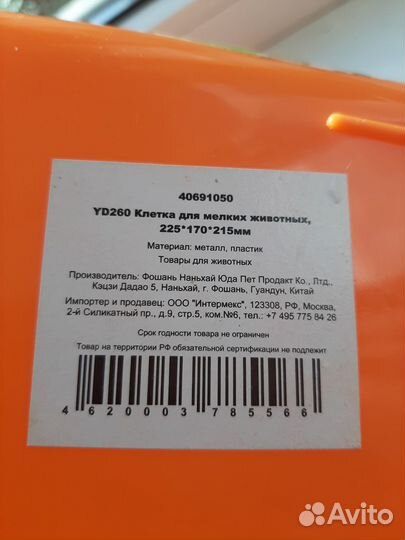 40691050
YD260 Клетка для мелких животных,
225*170*215мм
Материал: металл, пластик
Товары для животных
Производитель: Фошань Наньхай Юда Пет Продакт Ко., Лтд.,
Кэцзи Дадао 5, Наньхай, г. Фошань, Гуандун, Китай
Импортер и продавец: ООО "Интермекс", 123308, РФ, Москва,
2-й Силикатный пр., д.9, стр.5, ком.№6, тел.: +7 495 775 84 26
Срок годности товара не ограничен
Товар на территории РФ обязательной сертификации не подлежит
4 620003 785566
Avito